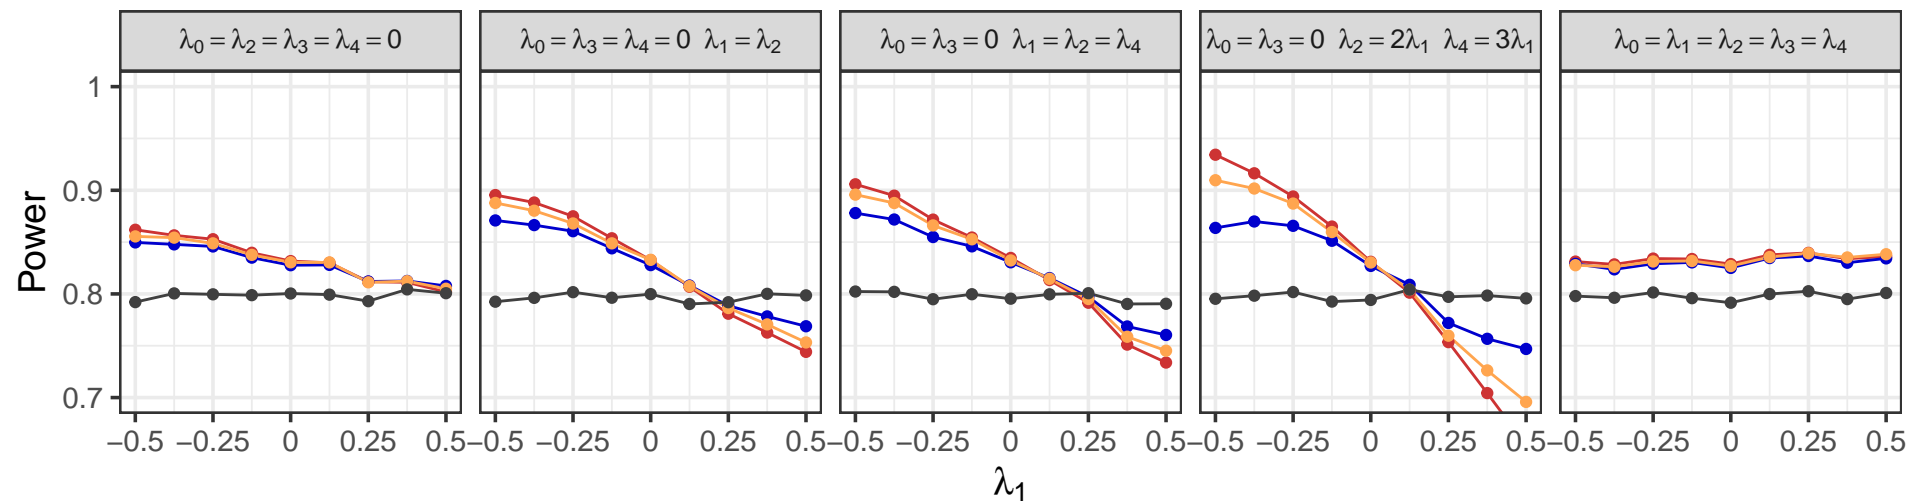 λ₀ = λ₂ = λ₃ = λ₄ = 0
λ₀ = λ₃ = λ₄ = 0 λ₁ = λ₂
λ₀ = λ₃ = 0 λ₁ = λ₂ = λ₄
λ₀ = λ₃ = 0 λ₂ = 2λ₁ λ₄ = 3λ₁
λ₀ = λ₁ = λ₂ = λ₃ = λ₄
Power
1
0.9
0.8
0.7
−0.5 −0.25 0 0.25 0.5
−0.5 −0.25 0 0.25 0.5
−0.5 −0.25 0 0.25 0.5
−0.5 −0.25 0 0.25 0.5
−0.5 −0.25 0 0.25 0.5
λ₁